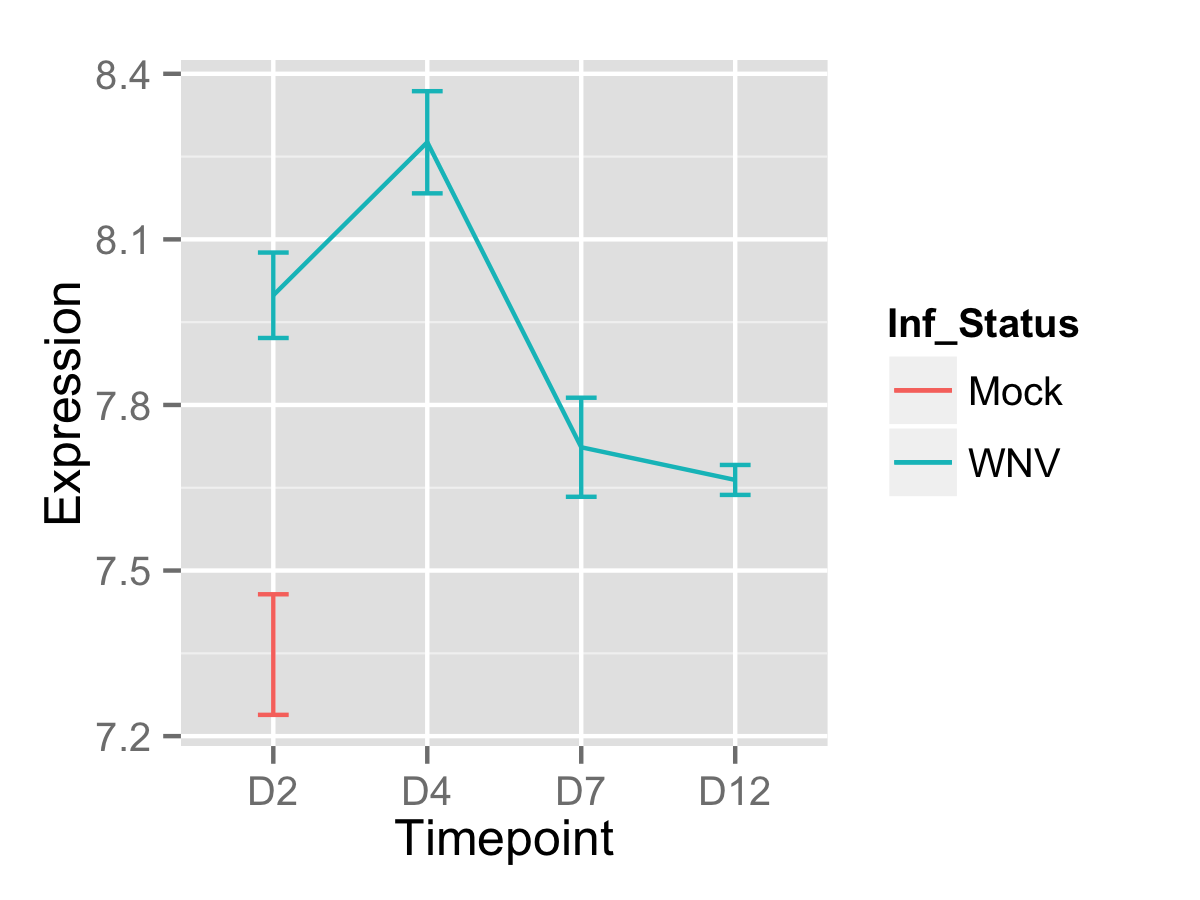 8.4
8.1
7.8
7.5
7.2
Expression
D2 D4 D7 D12
Timepoint
Inf_Status
Mock
WNV